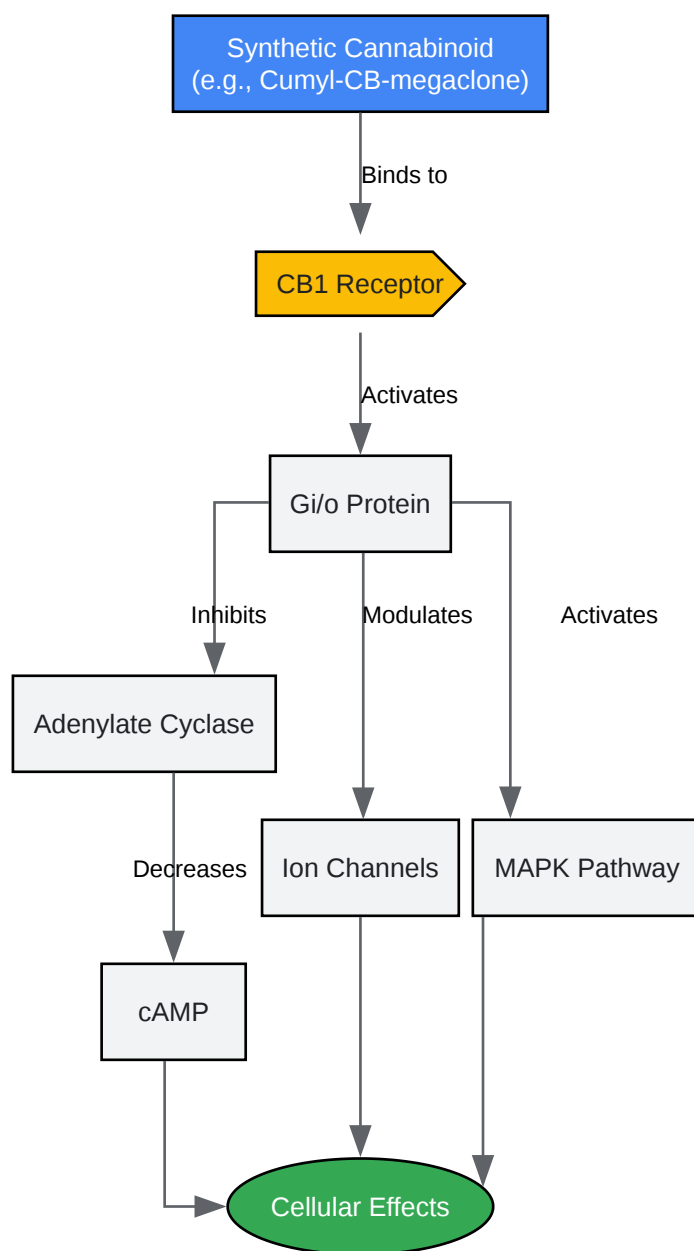 Synthetic Cannabinoid
(e.g., Cumyl-CB-megaclone)
Binds to
CB1 Receptor
Activates
Gi/o Protein
Inhibits
Modulates
Activates
Adenylate Cyclase
Decreases
Ion Channels
MAPK Pathway
cAMP
Cellular Effects